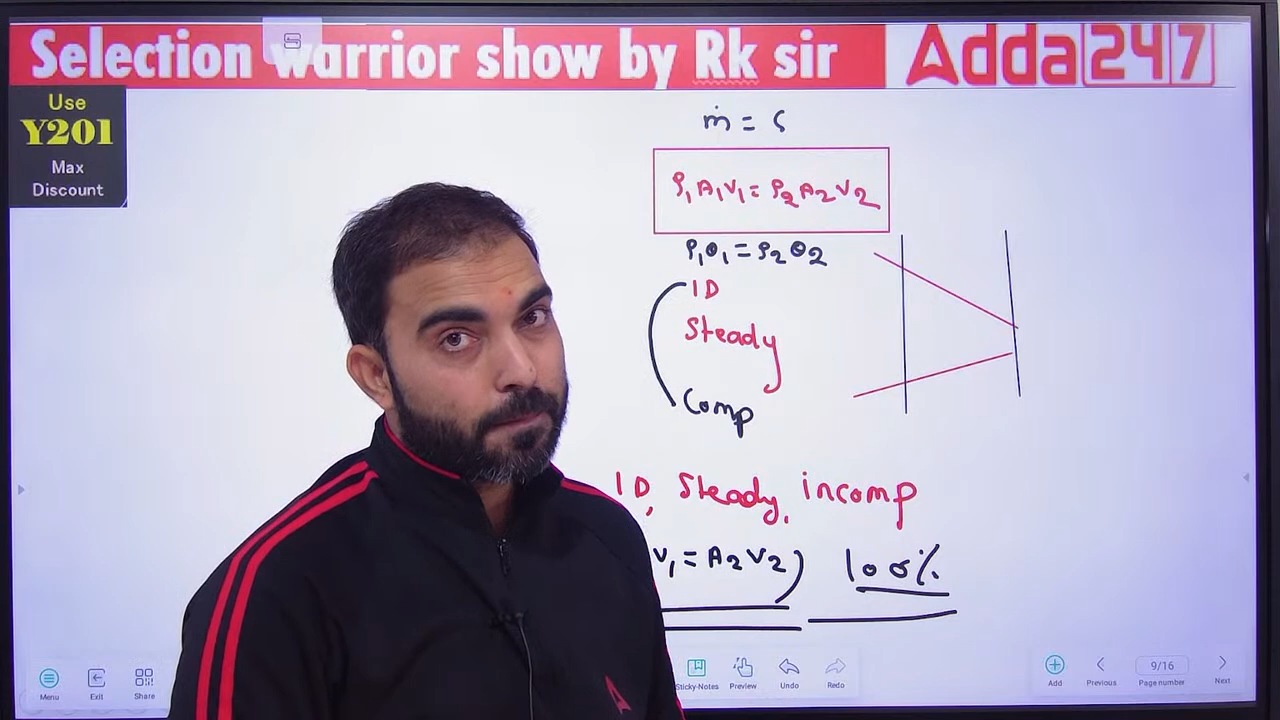 Selection warrior show by Rk sir
Adda247
Use
Y201
Max
Discount
ṁ = C
ρ₁A₁V₁ = ρ₂A₂V₂
ρ₁Q₁ = ρ₂Q₂
1D
Steady
Comp
1D, Steady, incomp
V₁ = A₂V₂)
100%
Menu
Exit
Share
Sticky-Notes
Preview
Undo
Redo
Add
Previous
9/16
Page number
Next